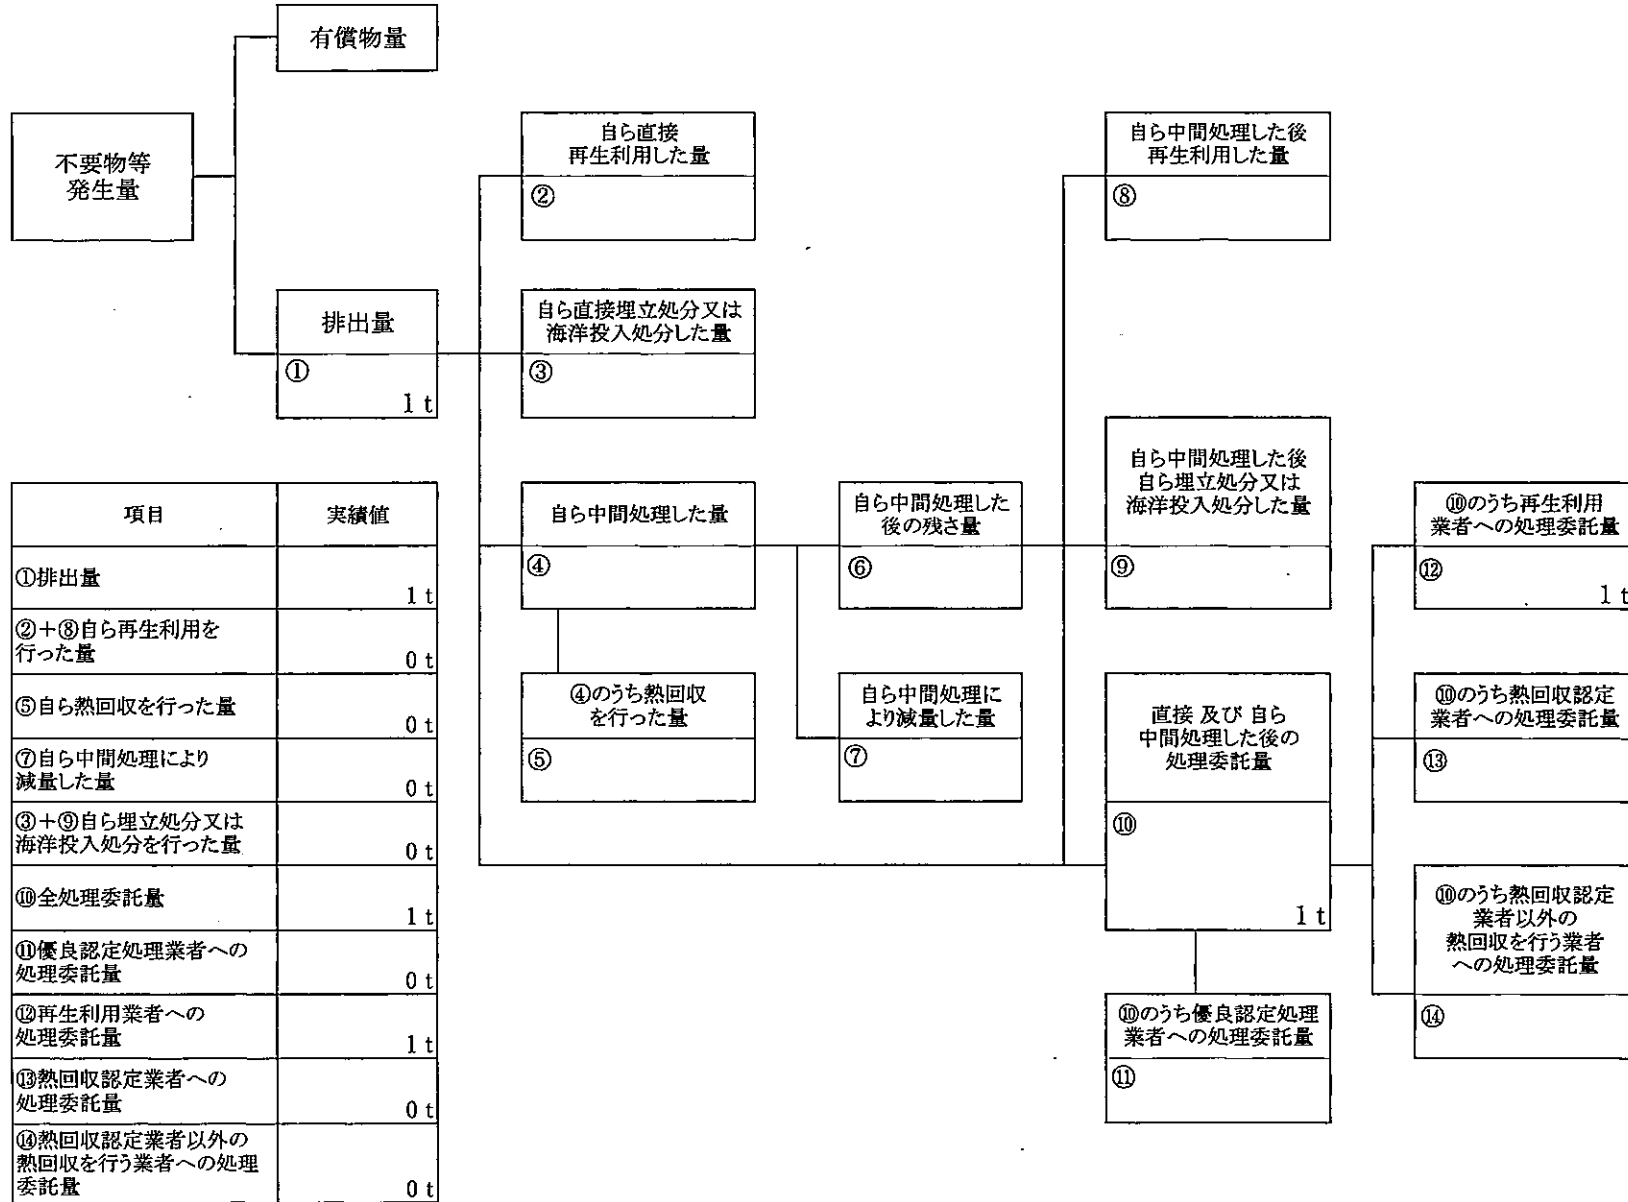 有償物量
不要物等
発生量
排出量
①
1 t
自ら直接
再生利用した量
②
自ら直接埋立処分又は
海洋投入処分した量
③
自ら中間処理した量
④
④のうち熱回収
を行った量
⑤
自ら中間処理した
後の残さ量
⑥
自ら中間処理に
より減量した量
⑦
自ら中間処理した後
再生利用した量
⑧
自ら中間処理した後
自ら埋立処分又は
海洋投入処分した量
⑨
直接 及び 自ら
中間処理した後の
処理委託量
⑩
1 t
⑩のうち優良認定処理
業者への処理委託量
⑪
⑩のうち再生利用
業者への処理委託量
⑫
1 t
⑩のうち熱回収認定
業者への処理委託量
⑬
⑩のうち熱回収認定
業者以外の
熱回収を行う業者
への処理委託量
⑭
項目 実績値
①排出量
1 t
②+⑧自ら再生利用を
行った量
0 t
⑤自ら熱回収を行った量
0 t
⑦自ら中間処理により
減量した量
0 t
③+⑨自ら埋立処分又は
海洋投入処分を行った量
0 t
⑩全処理委託量
1 t
⑪優良認定処理業者への
処理委託量
0 t
⑫再生利用業者への
処理委託量
1 t
⑬熱回収認定業者への
処理委託量
0 t
⑭熱回収認定業者以外の
熱回収を行う業者への処理
委託量
0 t